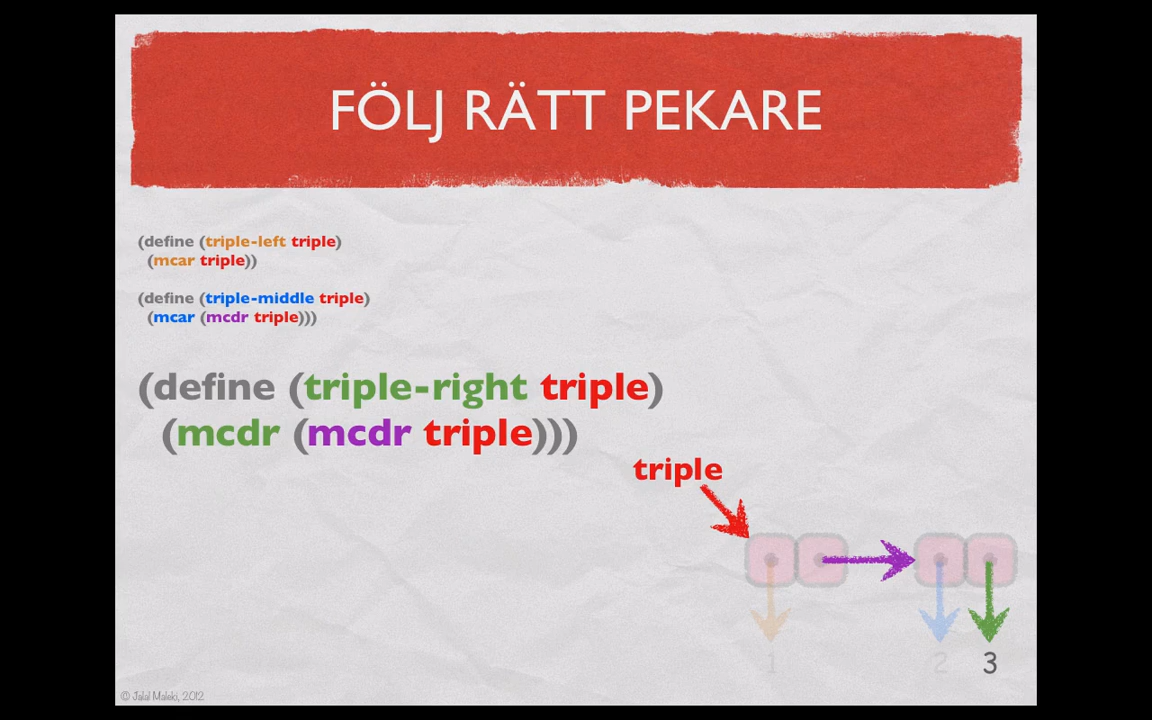 FÖLJ RÄTT PEKARE
(define (triple-left triple)
(mcar triple))
(define (triple-middle triple)
(mcar (mcdr triple)))
(define (triple-right triple)
(mcdr (mcdr triple)))
triple
1 2 3
© Jalal Maleki, 2012